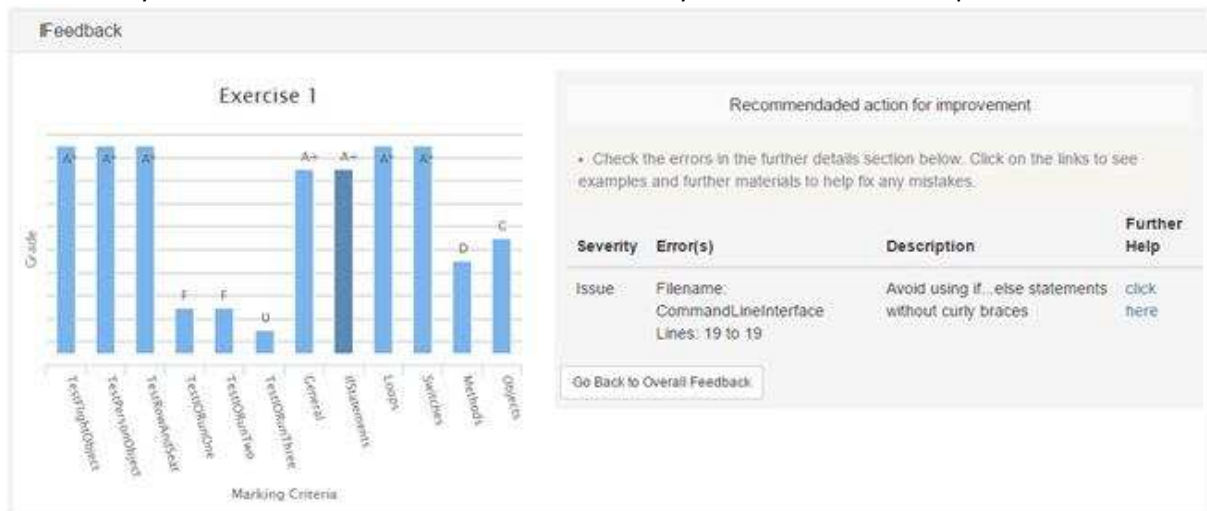 Feedback
Exercise 1
A* A* A* F F U A+ A+ A* A* D C
Grade
TestFlightObject TestPersonObject TestRowAndSeat TestIORunOne TestIORunTwo TestIORunThree General IfStatements Loops Switches Methods Objects
Marking Criteria
Recommendaded action for improvement
• Check the errors in the further details section below. Click on the links to see
examples and further materials to help fix any mistakes.
Severity Error(s) Description Further
Help
Issue Filename: Avoid using if...else statements click
CommandLineInterface without curly braces here
Lines: 19 to 19
Go Back to Overall Feedback